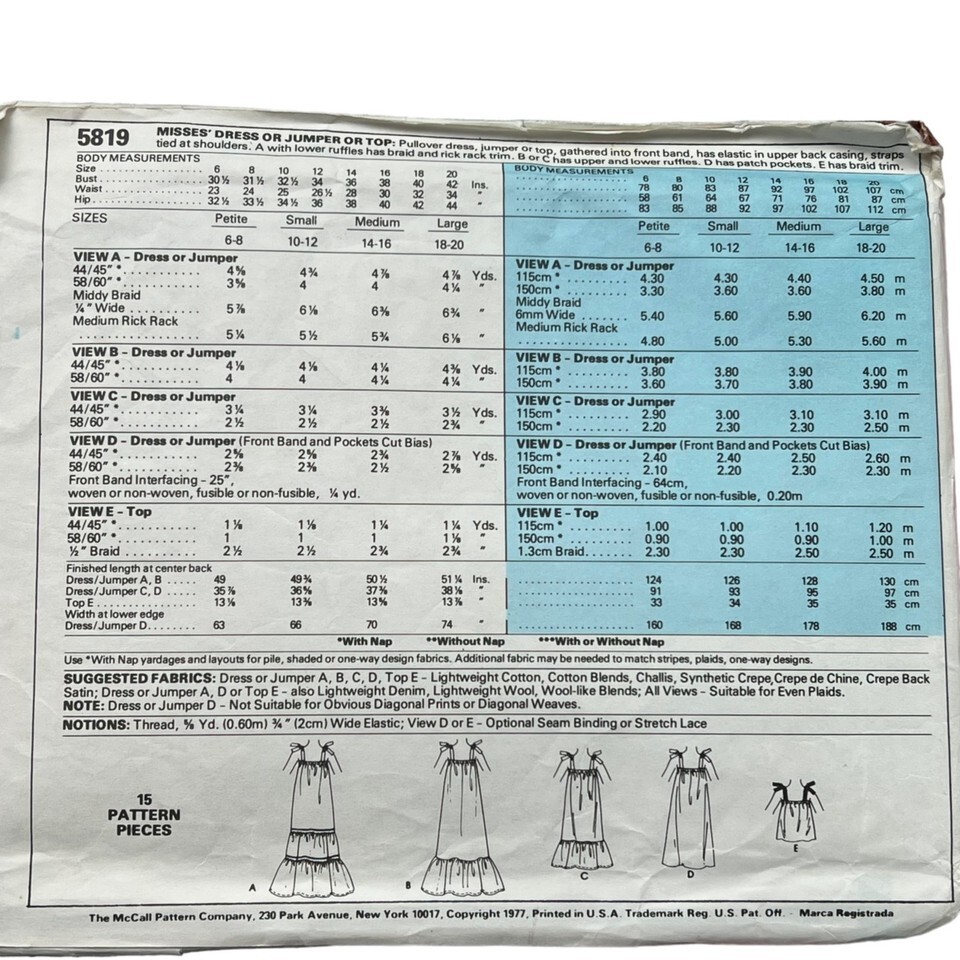 5819 MISSES' DRESS OR JUMPER OR TOP: Pullover dress, jumper or top, gathered into front band, has elastic in upper back casing, straps
tied at shoulders. A with lower ruffles has braid and rick rack trim. B or C has upper and lower ruffles. D has patch pockets. E has braid trim.
BODY MEASUREMENTS
Size 6 8 10 12 14 16 18 20
Bust 30½ 31½ 32½ 34 36 38 40 42 Ins.
Waist 23 24 25 26½ 28 30 32 34 "
Hip 32½ 33½ 34½ 36 38 40 42 44 "
SIZES Petite Small Medium Large
6-8 10-12 14-16 18-20
VIEW A – Dress or Jumper
44/45" * 4⅝ 4¾ 4⅞ 4⅞ Yds.
58/60" * 3⅝ 4 4 4¼ "
Middy Braid
¼" Wide 5⅞ 6⅛ 6⅜ 6¾ "
Medium Rick Rack
5¼ 5½ 5¾ 6⅛ "
VIEW B – Dress or Jumper
44/45" * 4⅛ 4⅛ 4¼ 4⅜ Yds.
58/60" * 4 4 4¼ 4¼ "
VIEW C – Dress or Jumper
44/45" * 3¼ 3¼ 3⅜ 3½ Yds.
58/60" * 2½ 2½ 2½ 2¾ "
VIEW D – Dress or Jumper (Front Band and Pockets Cut Bias)
44/45" * 2⅝ 2⅝ 2¾ 2⅞ Yds.
58/60" * 2⅜ 2⅜ 2½ 2⅝ "
Front Band Interfacing – 25",
woven or non-woven, fusible or non-fusible, ¼ yd.
VIEW E – Top
44/45" * 1⅛ 1⅛ 1¼ 1¼ Yds.
58/60" * 1 1 1 1⅛ "
½" Braid 2½ 2½ 2¾ 2¾ "
Finished length at center back
Dress/Jumper A, B 49 49¾ 50½ 51¼ Ins.
Dress/Jumper C, D 35⅞ 36⅝ 37⅜ 38⅛ "
Top E 13⅛ 13⅜ 13⅝ 13⅞ "
Width at lower edge
Dress/Jumper D 63 66 70 74 "
BODY MEASUREMENTS
6 8 10 12 14 16 18 20
78 80 83 87 92 97 102 107 cm
58 61 64 67 71 76 81 87 cm
83 85 88 92 97 102 107 112 cm
Petite Small Medium Large
6-8 10-12 14-16 18-20
VIEW A – Dress or Jumper
115cm * 4.30 4.30 4.40 4.50 m
150cm * 3.30 3.60 3.60 3.80 m
Middy Braid
6mm Wide 5.40 5.60 5.90 6.20 m
Medium Rick Rack
4.80 5.00 5.30 5.60 m
VIEW B – Dress or Jumper
115cm * 3.80 3.80 3.90 4.00 m
150cm * 3.60 3.70 3.80 3.90 m
VIEW C – Dress or Jumper
115cm * 2.90 3.00 3.10 3.10 m
150cm * 2.20 2.30 2.30 2.50 m
VIEW D – Dress or Jumper (Front Band and Pockets Cut Bias)
115cm * 2.40 2.40 2.50 2.60 m
150cm * 2.10 2.20 2.30 2.30 m
Front Band Interfacing – 64cm,
woven or non-woven, fusible or non-fusible, 0.20m
VIEW E – Top
115cm * 1.00 1.00 1.10 1.20 m
150cm * 0.90 0.90 0.90 1.00 m
1.3cm Braid 2.30 2.30 2.50 2.50 m
124 126 128 130 cm
91 93 95 97 cm
33 34 35 35 cm
160 168 178 188 cm
*With Nap **Without Nap ***With or Without Nap
Use *With Nap yardages and layouts for pile, shaded or one-way design fabrics. Additional fabric may be needed to match stripes, plaids, one-way designs.
SUGGESTED FABRICS: Dress or Jumper A, B, C, D, Top E – Lightweight Cotton, Cotton Blends, Challis, Synthetic Crepe, Crepe de Chine, Crepe Back
Satin; Dress or Jumper A, D or Top E – also Lightweight Denim, Lightweight Wool, Wool-like Blends; All Views – Suitable for Even Plaids.
NOTE: Dress or Jumper D – Not Suitable for Obvious Diagonal Prints or Diagonal Weaves.
NOTIONS: Thread, ⅝ Yd. (0.60m) ¾" (2cm) Wide Elastic; View D or E – Optional Seam Binding or Stretch Lace
15
PATTERN
PIECES
A B C D E
The McCall Pattern Company, 230 Park Avenue, New York 10017, Copyright 1977, Printed in U.S.A. Trademark Reg. U.S. Pat. Off. · Marca Registrada